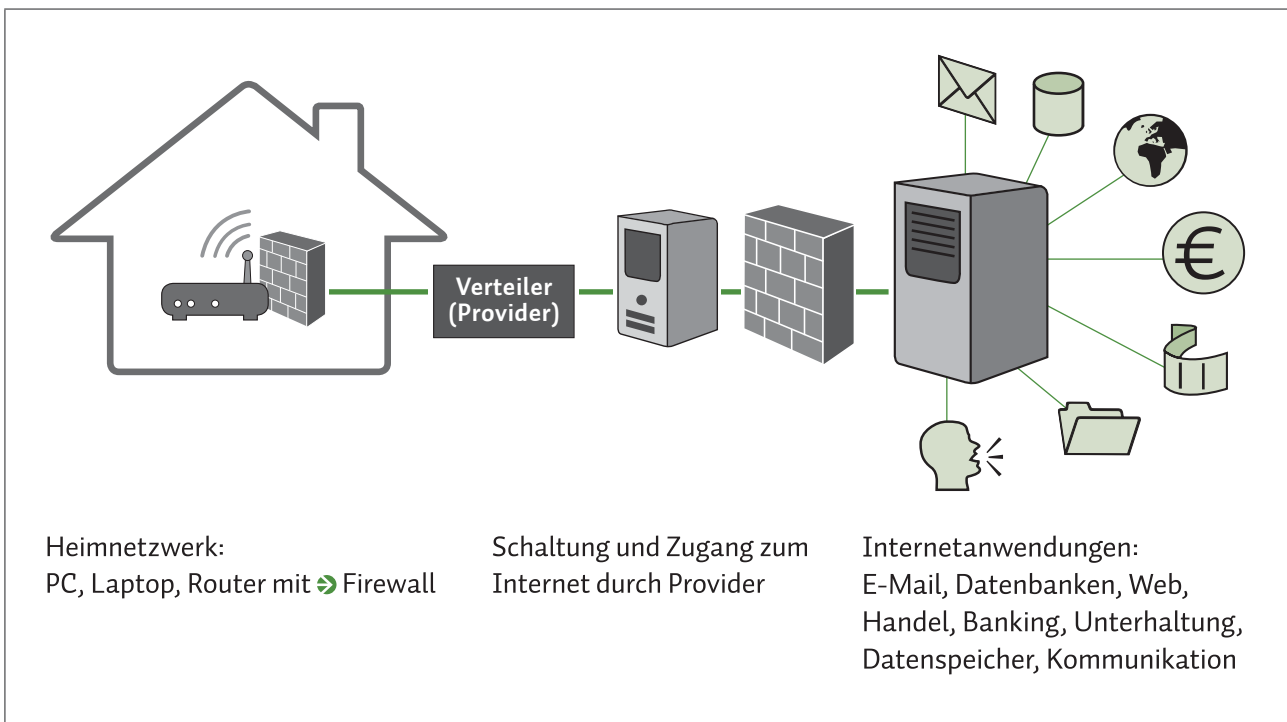 Verteiler
(Provider)
€
Heimnetzwerk:
PC, Laptop, Router mit Firewall
Schaltung und Zugang zum
Internet durch Provider
Internetanwendungen:
E-Mail, Datenbanken, Web,
Handel, Banking, Unterhaltung,
Datenspeicher, Kommunikation